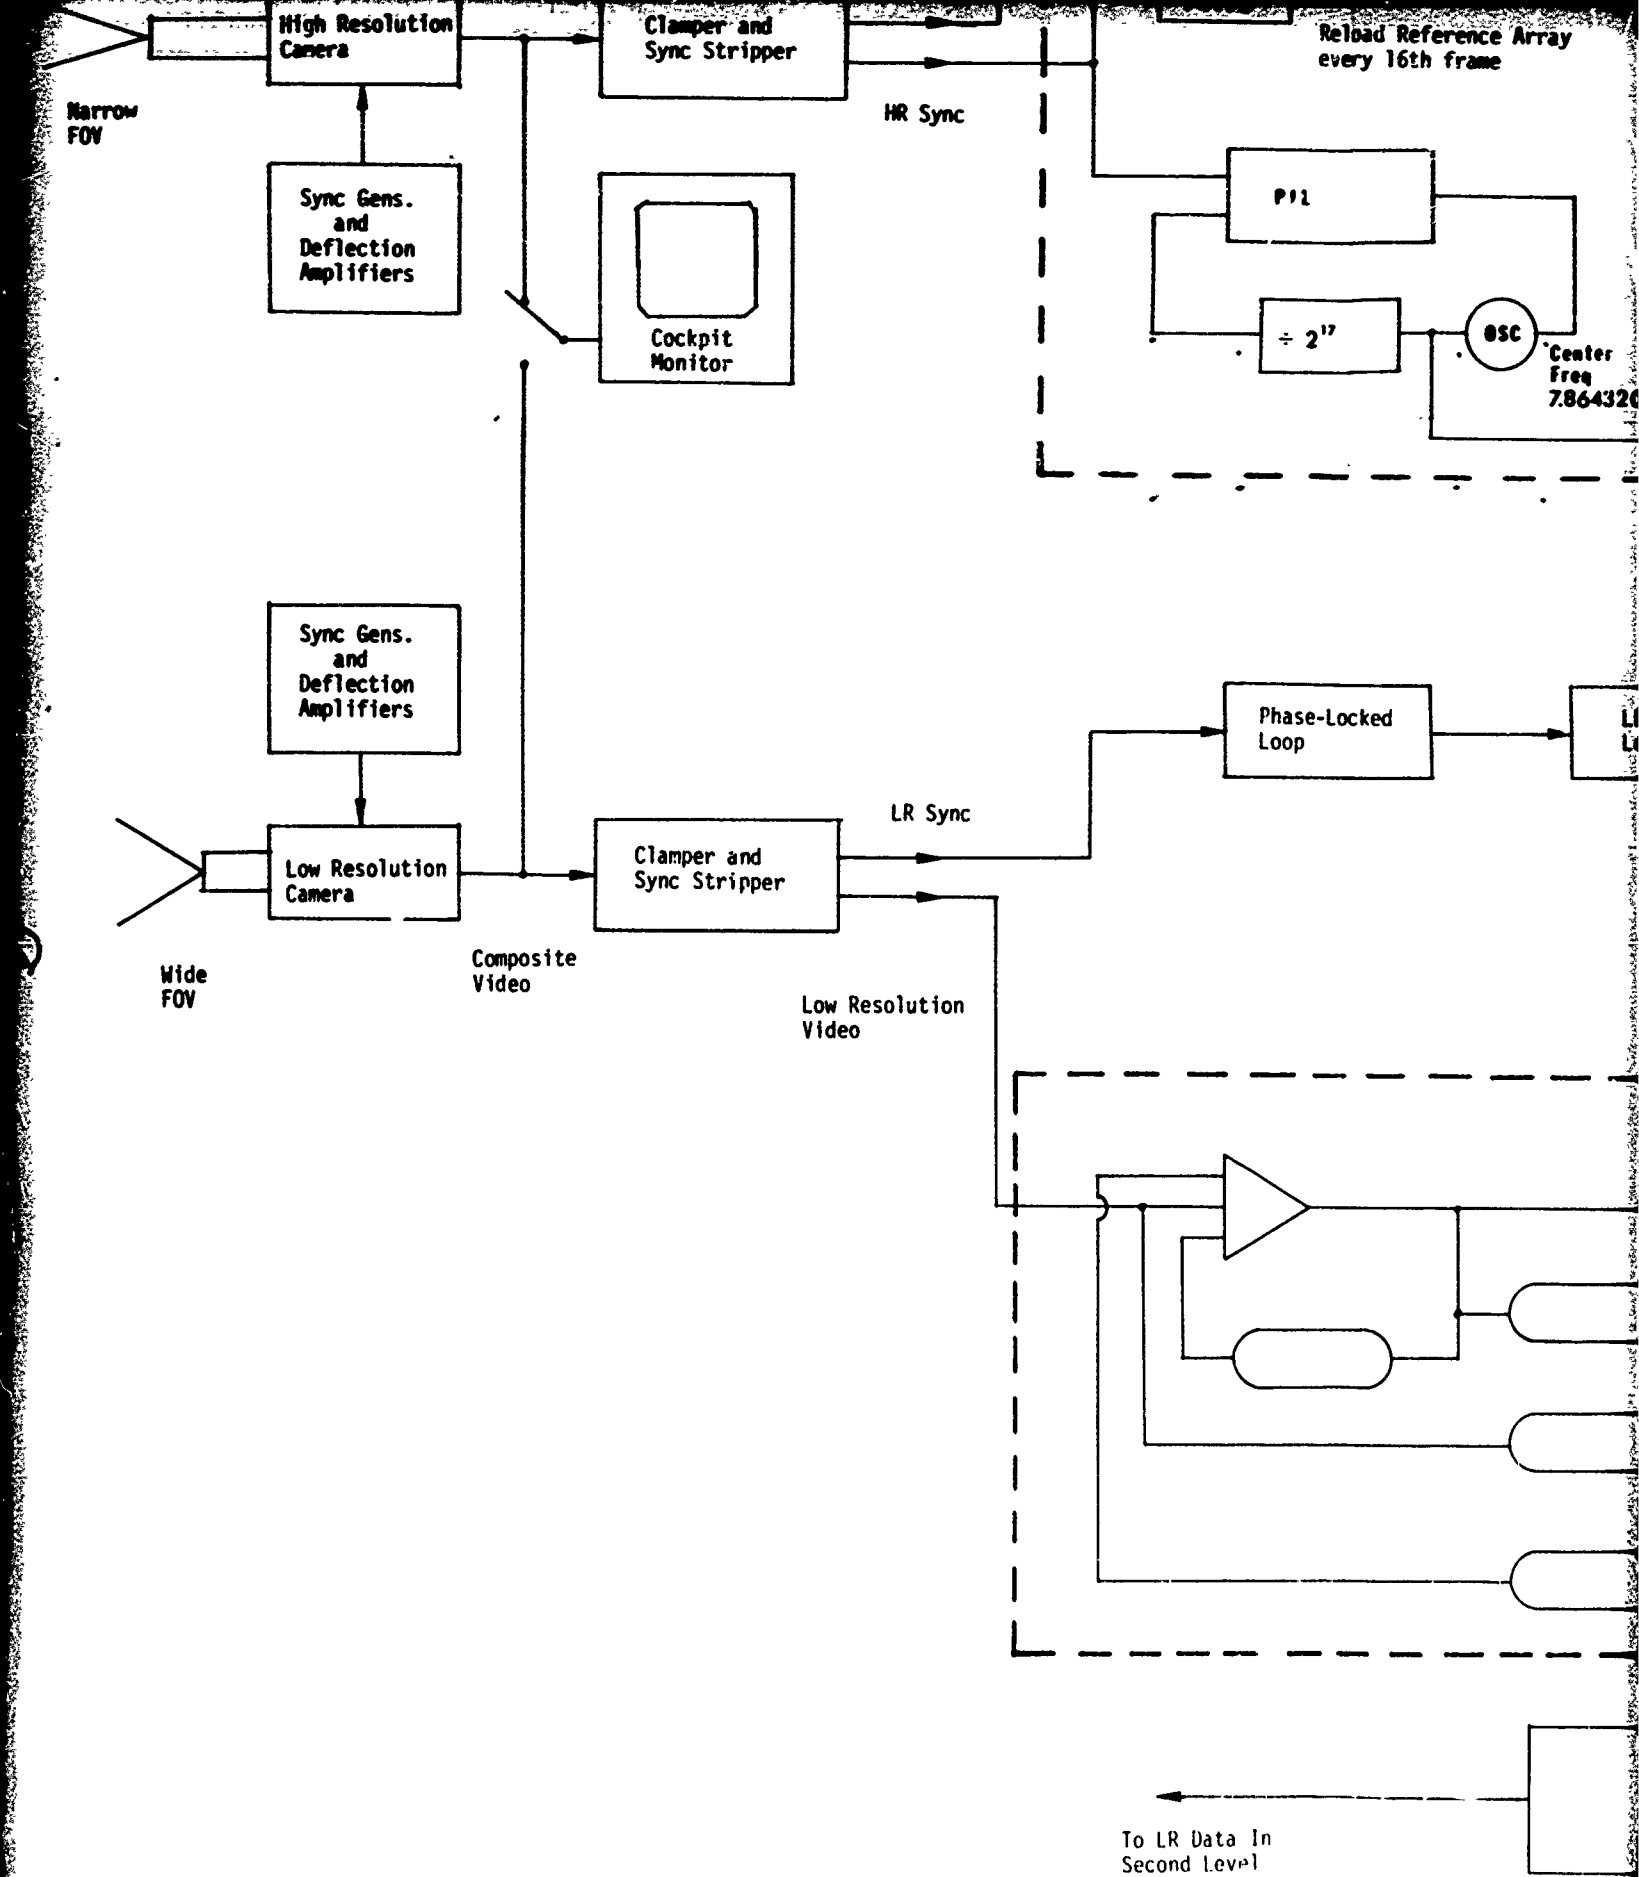 High Resolution
Camera
Clamper and
Sync Stripper
Reload Reference Array
every 16th frame
Narrow
FOV
HR Sync
Sync Gens.
and
Deflection
Amplifiers
Cockpit
Monitor
÷ 2¹⁷
OSC
Center
Freq
7.864320
Sync Gens.
and
Deflection
Amplifiers
Phase-Locked
Loop
LR Sync
Low Resolution
Camera
Clamper and
Sync Stripper
Wide
FOV
Composite
Video
Low Resolution
Video
To LR Data In
Second Level